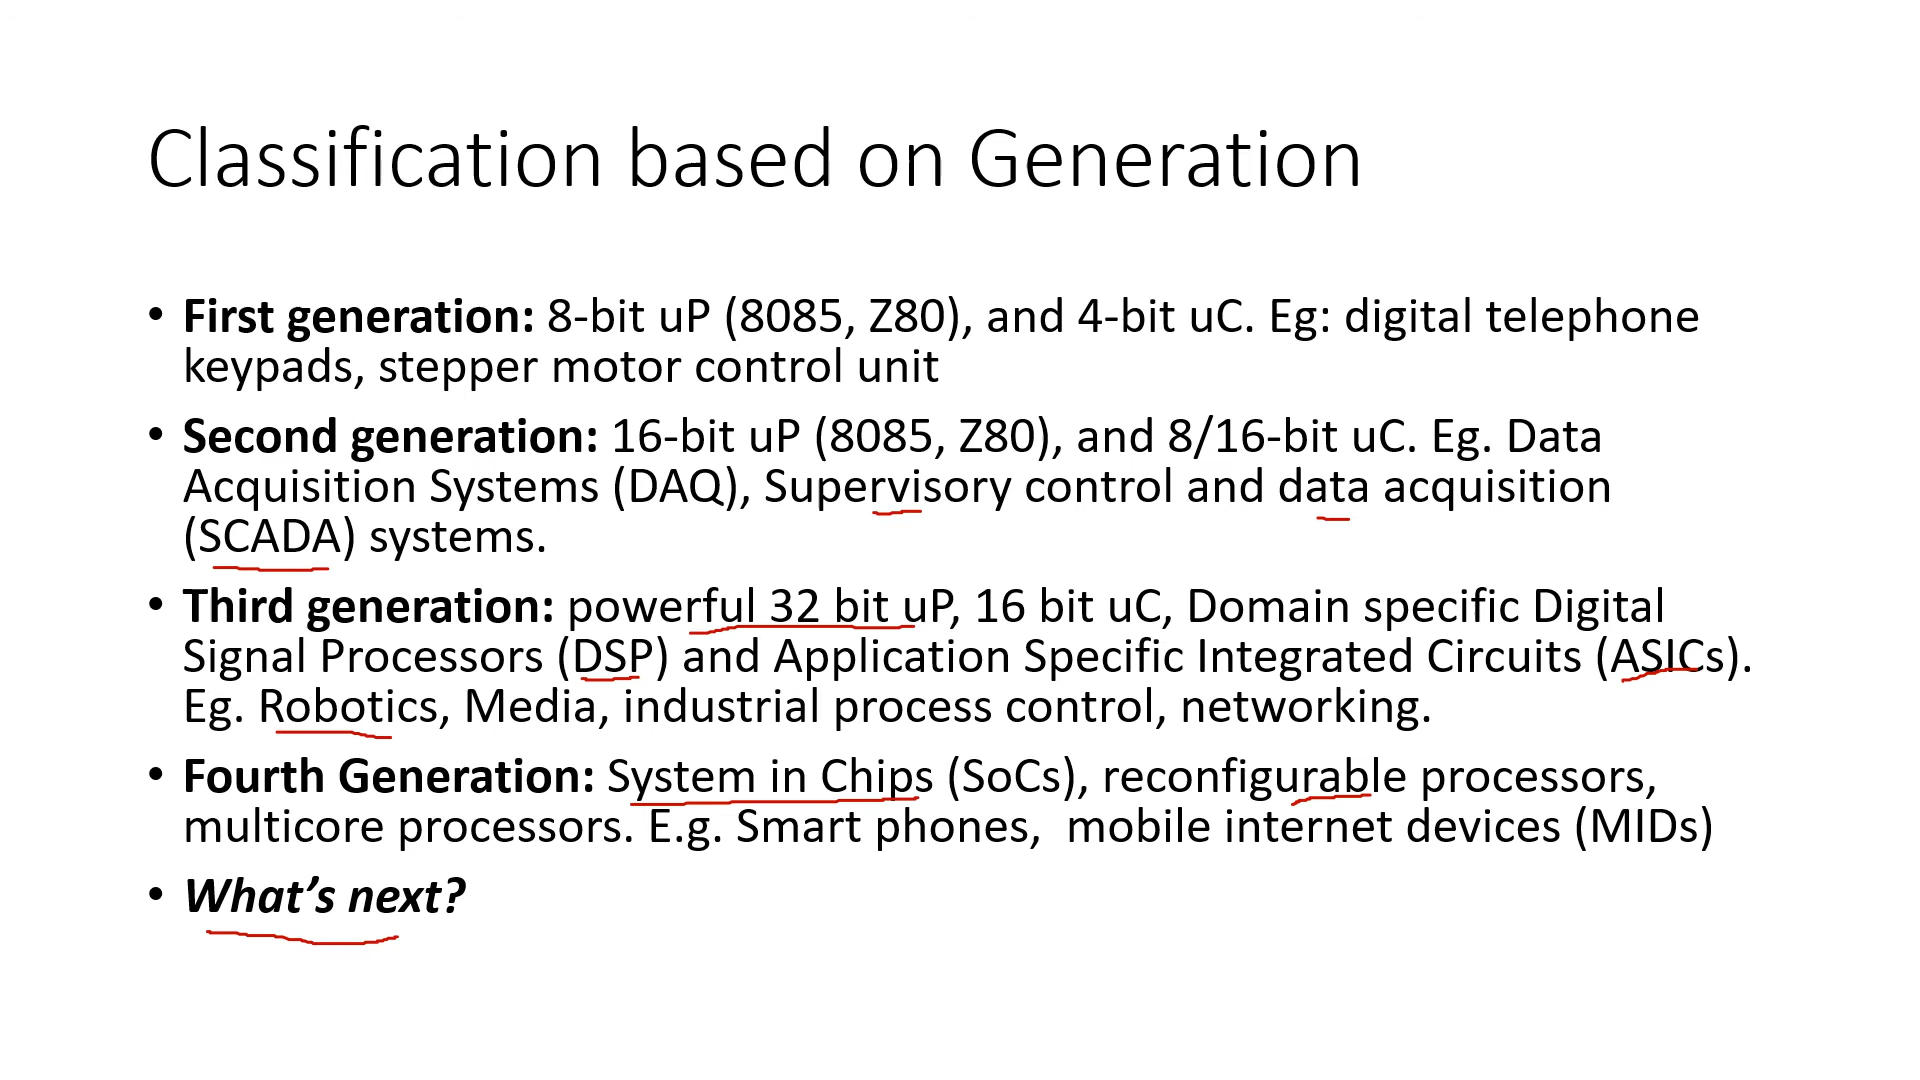 Classification based on Generation
• First generation: 8-bit uP (8085, Z80), and 4-bit uC. Eg: digital telephone
keypads, stepper motor control unit
• Second generation: 16-bit uP (8085, Z80), and 8/16-bit uC. Eg. Data
Acquisition Systems (DAQ), Supervisory control and data acquisition
(SCADA) systems.
• Third generation: powerful 32 bit uP, 16 bit uC, Domain specific Digital
Signal Processors (DSP) and Application Specific Integrated Circuits (ASICs).
Eg. Robotics, Media, industrial process control, networking.
• Fourth Generation: System in Chips (SoCs), reconfigurable processors,
multicore processors. E.g. Smart phones,  mobile internet devices (MIDs)
• What’s next?